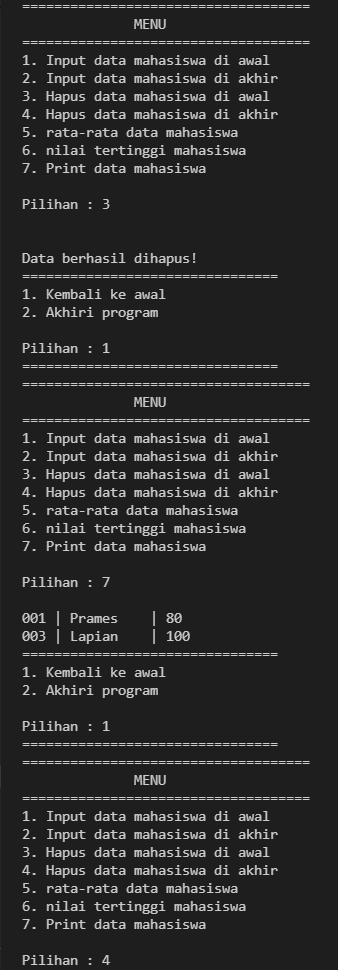 ====================================
MENU
====================================
1. Input data mahasiswa di awal
2. Input data mahasiswa di akhir
3. Hapus data mahasiswa di awal
4. Hapus data mahasiswa di akhir
5. rata-rata data mahasiswa
6. nilai tertinggi mahasiswa
7. Print data mahasiswa
Pilihan : 3
Data berhasil dihapus!
================================
1. Kembali ke awal
2. Akhiri program
Pilihan : 1
================================
====================================
MENU
====================================
1. Input data mahasiswa di awal
2. Input data mahasiswa di akhir
3. Hapus data mahasiswa di awal
4. Hapus data mahasiswa di akhir
5. rata-rata data mahasiswa
6. nilai tertinggi mahasiswa
7. Print data mahasiswa
Pilihan : 7
001 | Prames    | 80
003 | Lapian    | 100
================================
1. Kembali ke awal
2. Akhiri program
Pilihan : 1
================================
====================================
MENU
====================================
1. Input data mahasiswa di awal
2. Input data mahasiswa di akhir
3. Hapus data mahasiswa di awal
4. Hapus data mahasiswa di akhir
5. rata-rata data mahasiswa
6. nilai tertinggi mahasiswa
7. Print data mahasiswa
Pilihan : 4